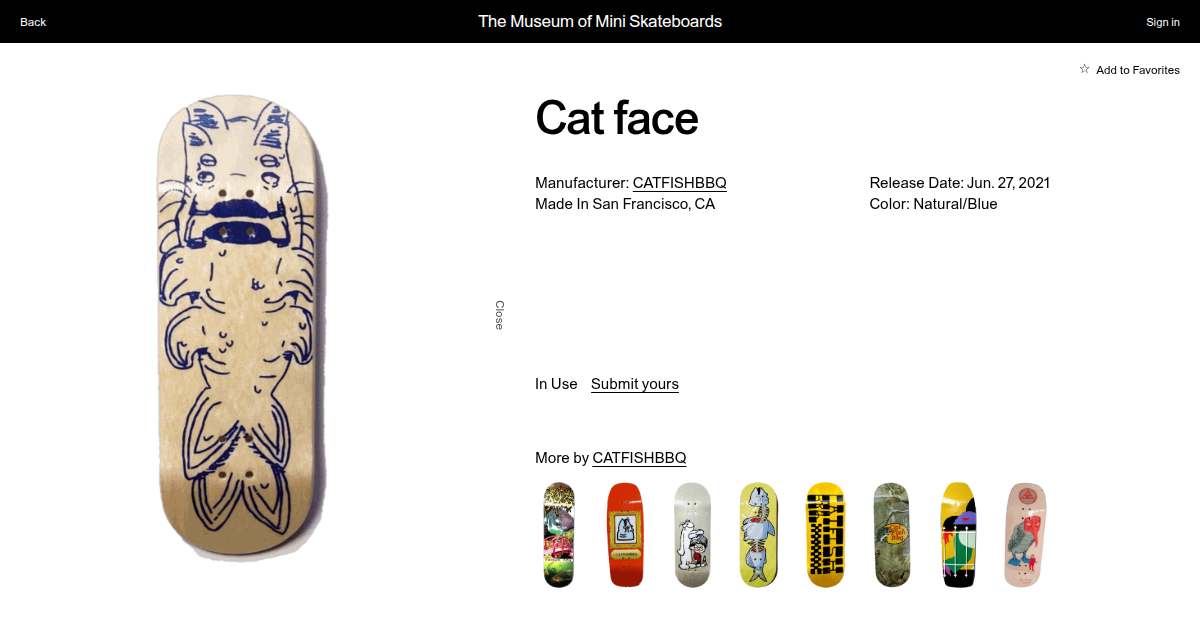 Back
The Museum of Mini Skateboards
Sign in
☆ Add to Favorites
Cat face
Manufacturer: CATFISHBBQ
Made In San Francisco, CA
Release Date: Jun. 27, 2021
Color: Natural/Blue
Close
In Use Submit yours
More by CATFISHBBQ